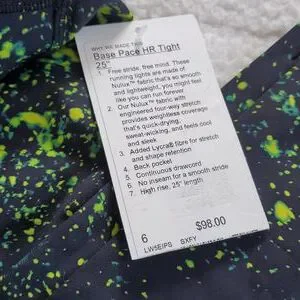 WHY WE MADE THIS
Base Pace HR Tight
25"
1 Free stride, free mind. These
running lights are made of
Nulux™ fabric that's so smooth
and lightweight, you might feel
like you can run forever
2 Our Nulux™ fabric with
engineered four-way stretch
provides weightless coverage
that's quick-drying,
sweat-wicking, and feels cool
and sleek
3 Added Lycra® fibre for stretch
and shape retention
4 Back pocket
5 Continuous drawcord
6 No inseam for a smooth stride
7 High rise, 25" length
6 $98.00
LW5EIPS SXFY